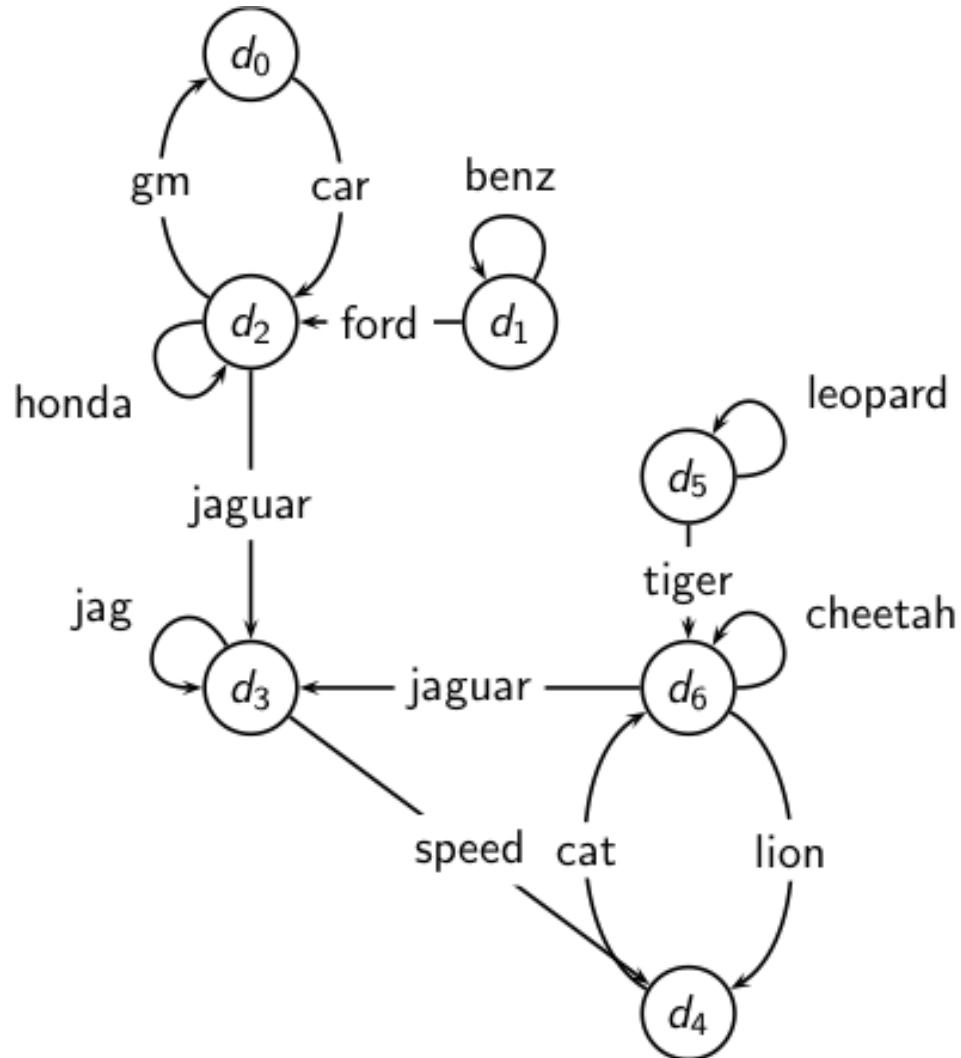 d₀
gm
car
benz
d₂
ford
d₁
honda
leopard
d₅
jaguar
tiger
jag
cheetah
d₃
jaguar
d₆
speed
cat
lion
d₄